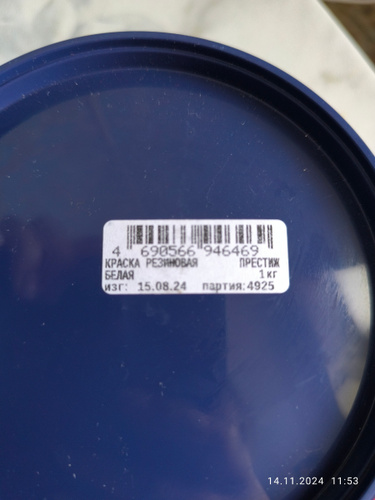 4 690566 946469
КРАСКА РЕЗИНОВАЯ ПРЕСТИЖ
БЕЛАЯ 1кг
изг: 15.08.24 партия:4925
14.11.2024 11:53